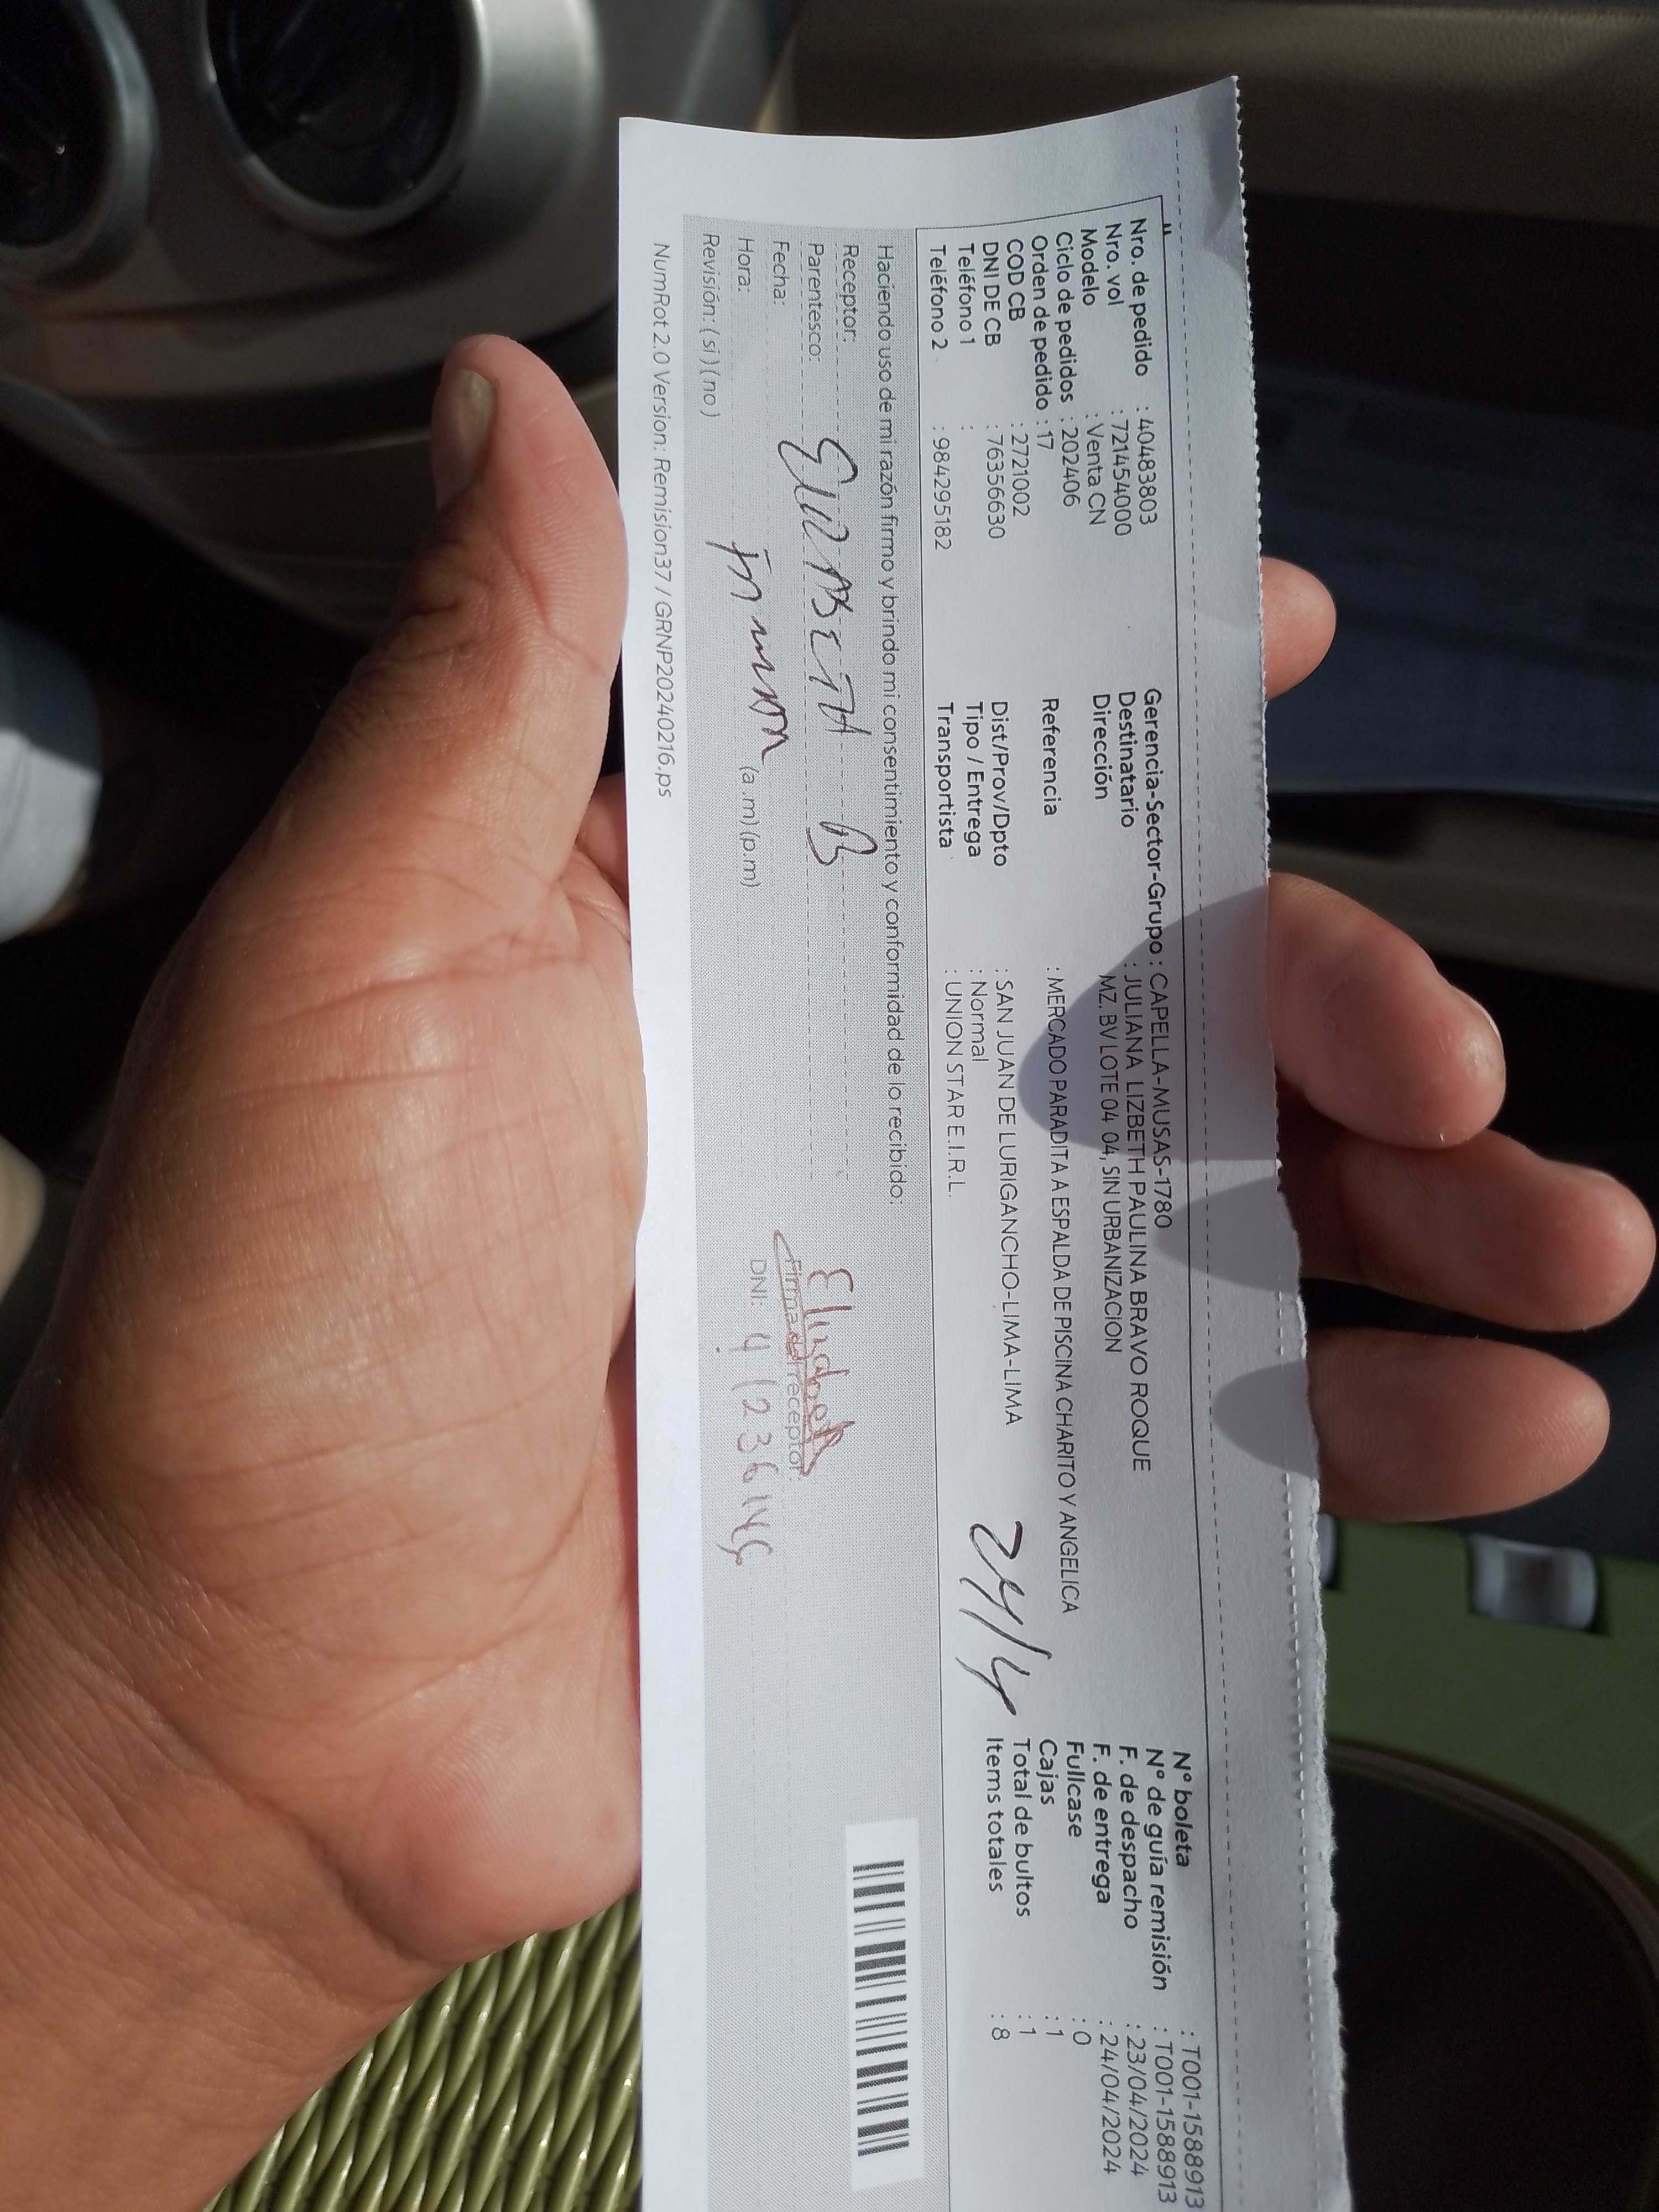 Nro. de pedido : 40483803
Nro. vol : 721454000
Modelo : Venta CN
Ciclo de pedidos : 202406
Orden de pedido : 17
COD CB : 2721002
DNI DE CB : 76356630
Teléfono 1 :
Teléfono 2 : 984295182
Gerencia-Sector-Grupo : CAPELLA-MUSAS-1780
Destinatario : JULIANA LIZBETH PAULINA BRAVO ROQUE
Dirección : MZ. BV LOTE 04 04, SIN URBANIZACION
Referencia : MERCADO PARADITA A ESPALDA DE PISCINA CHARITO Y ANGELICA
Dist/Prov/Dpto : SAN JUAN DE LURIGANCHO-LIMA-LIMA
Tipo / Entrega : Normal
Transportista : UNION STAR E.I.R.L.
24/4
N° boleta : T001-1588913
N° de guía remisión : T001-1588913
F. de despacho : 23/04/2024
F. de entrega : 24/04/2024
Fullcase : 0
Cajas : 1
Total de bultos : 1
Items totales : 8
Haciendo uso de mi razón firmo y brindo mi consentimiento y conformidad de lo recibido:
Receptor: B
Parentesco:
Fecha:
Hora: (a.m)(p.m)
Revisión: (si)(no)
Firma del receptor
DNI:
NumRot 2.0 Version: Remision37 / GRNP20240216.ps